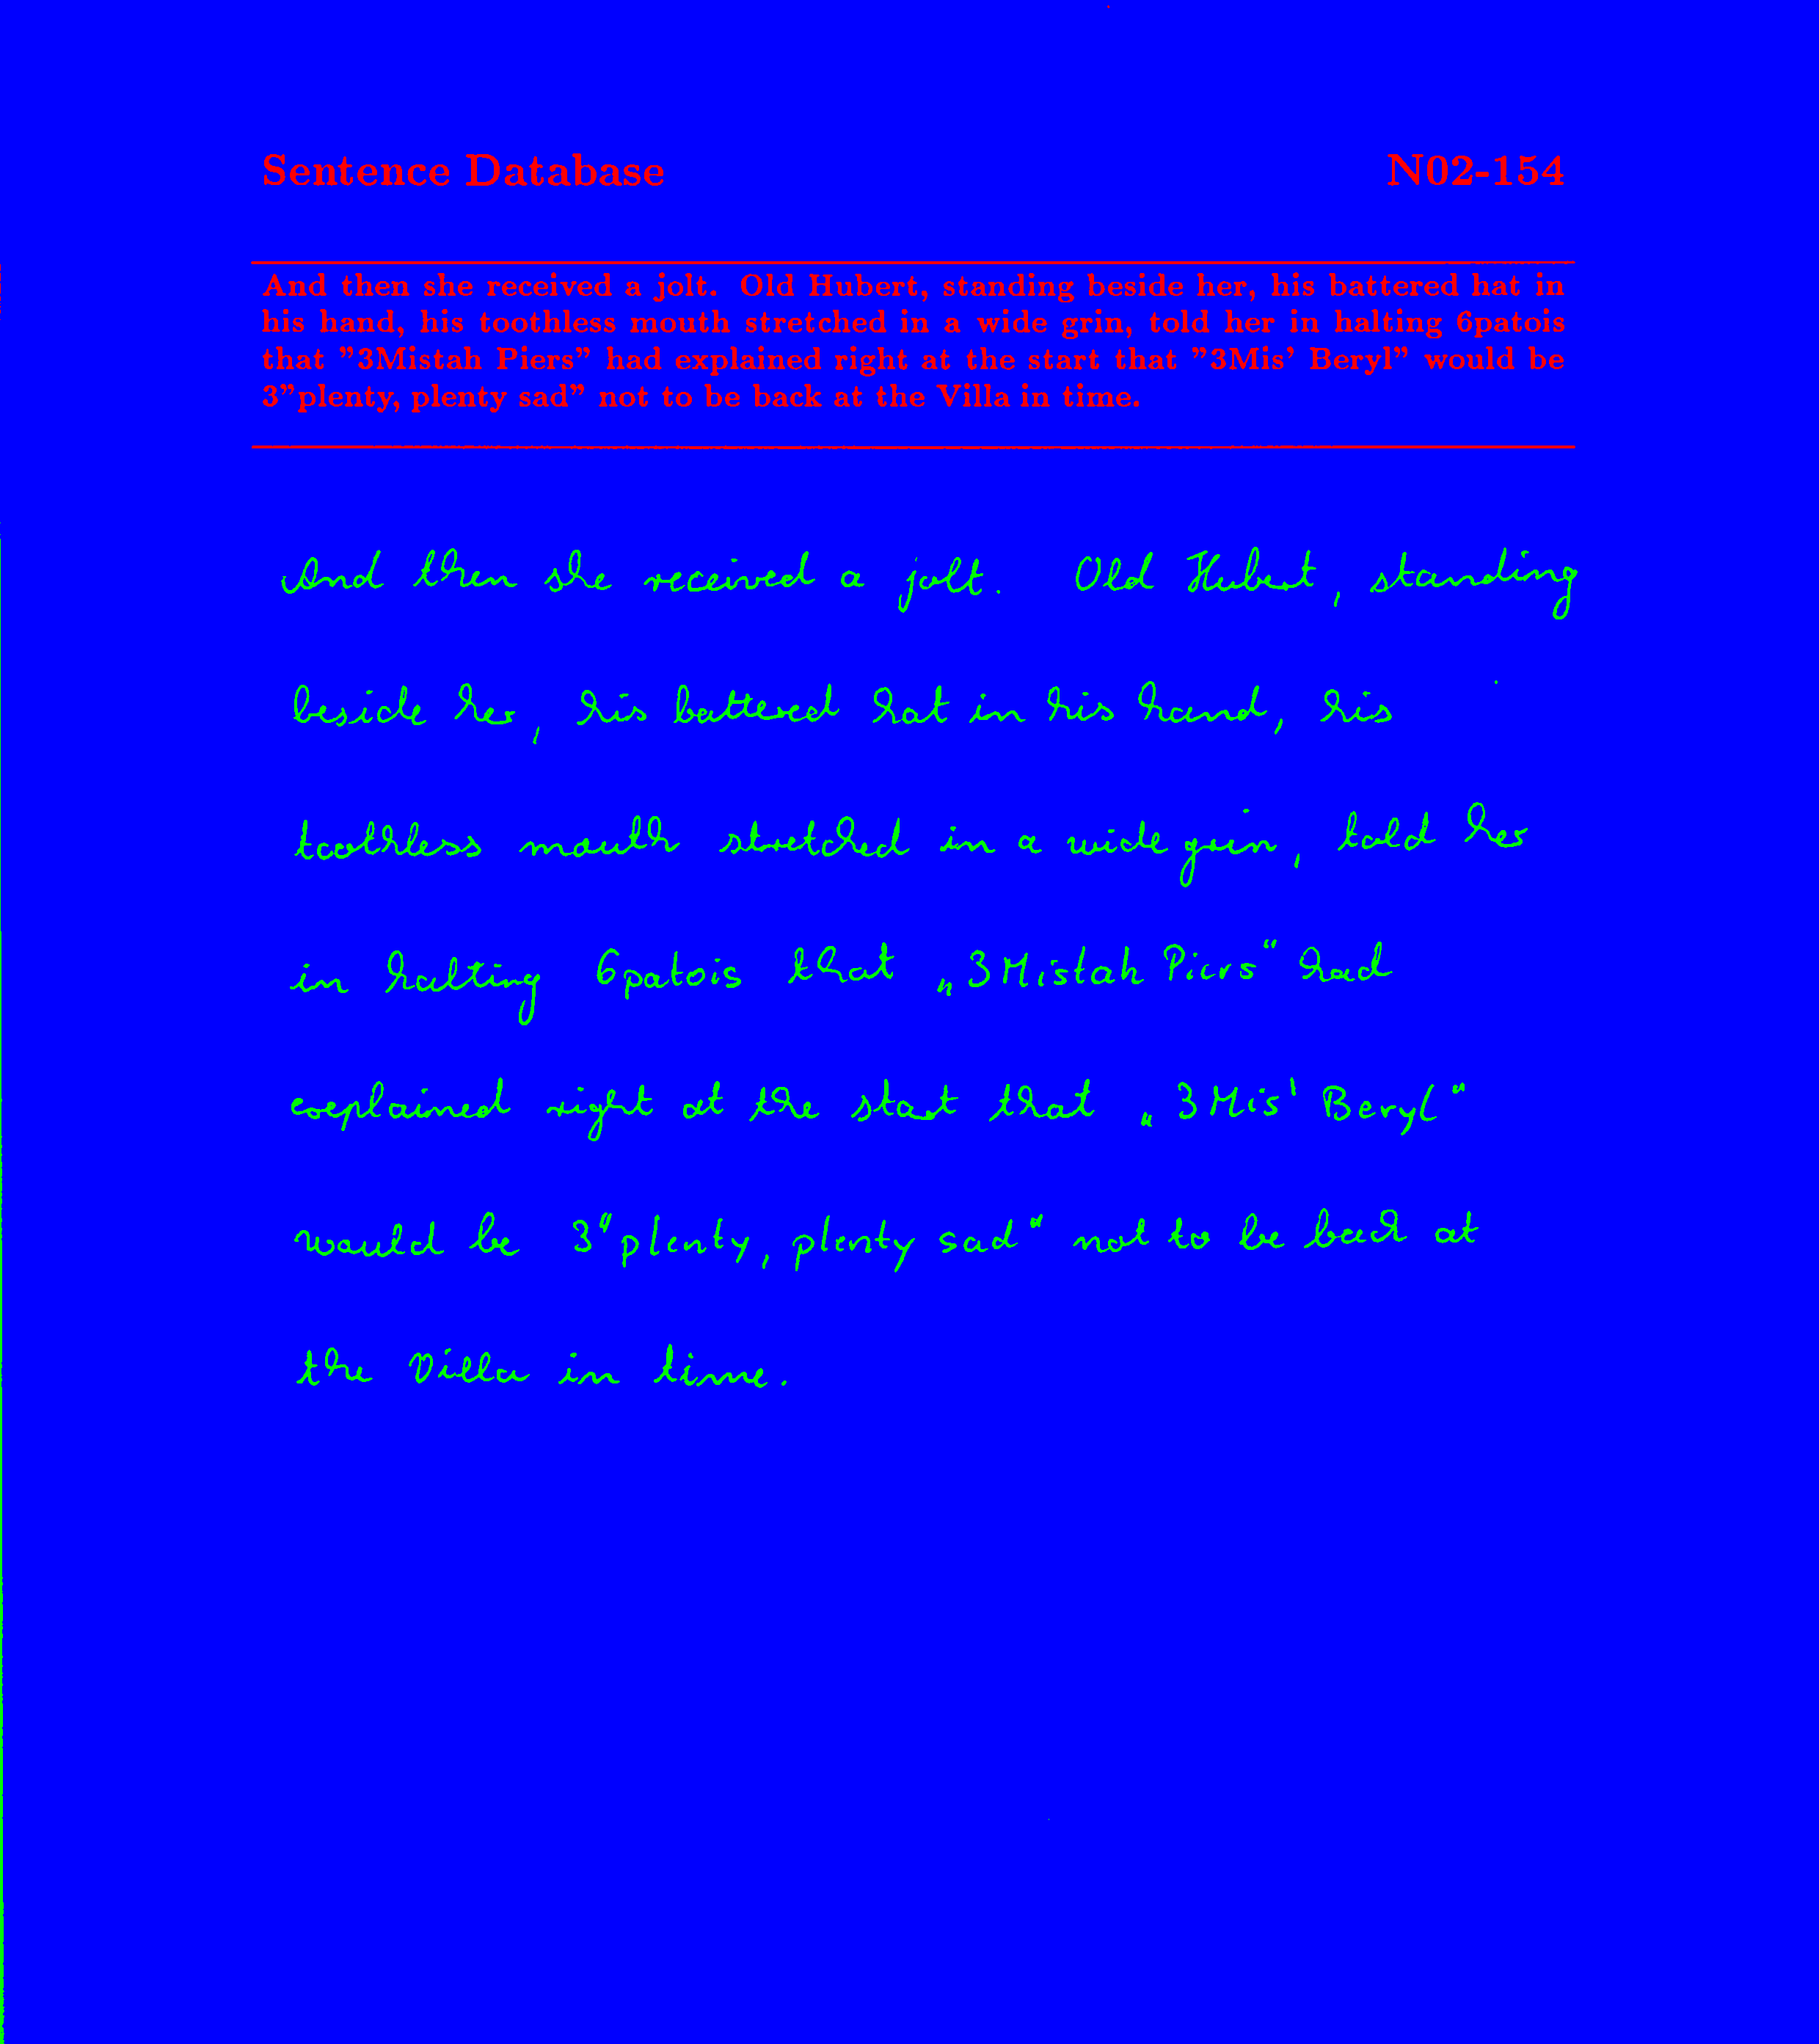 Sentence Database N02-154
And then she received a jolt. Old Hubert, standing beside her, his battered hat in
his hand, his toothless mouth stretched in a wide grin, told her in halting 6patois
that "3Mistah Piers" had explained right at the start that "3Mis' Beryl" would be
3"plenty, plenty sad" not to be back at the Villa in time.
And then she received a jolt. Old Hubert, standing
beside her, his battered hat in his hand, his
toothless mouth stretched in a wide grin, told her
in halting 6patois that „3Mistah Piers“ had
explained right at the start that „3Mis' Beryl“
would be 3"plenty, plenty sad" not to be back at
the Villa in time.